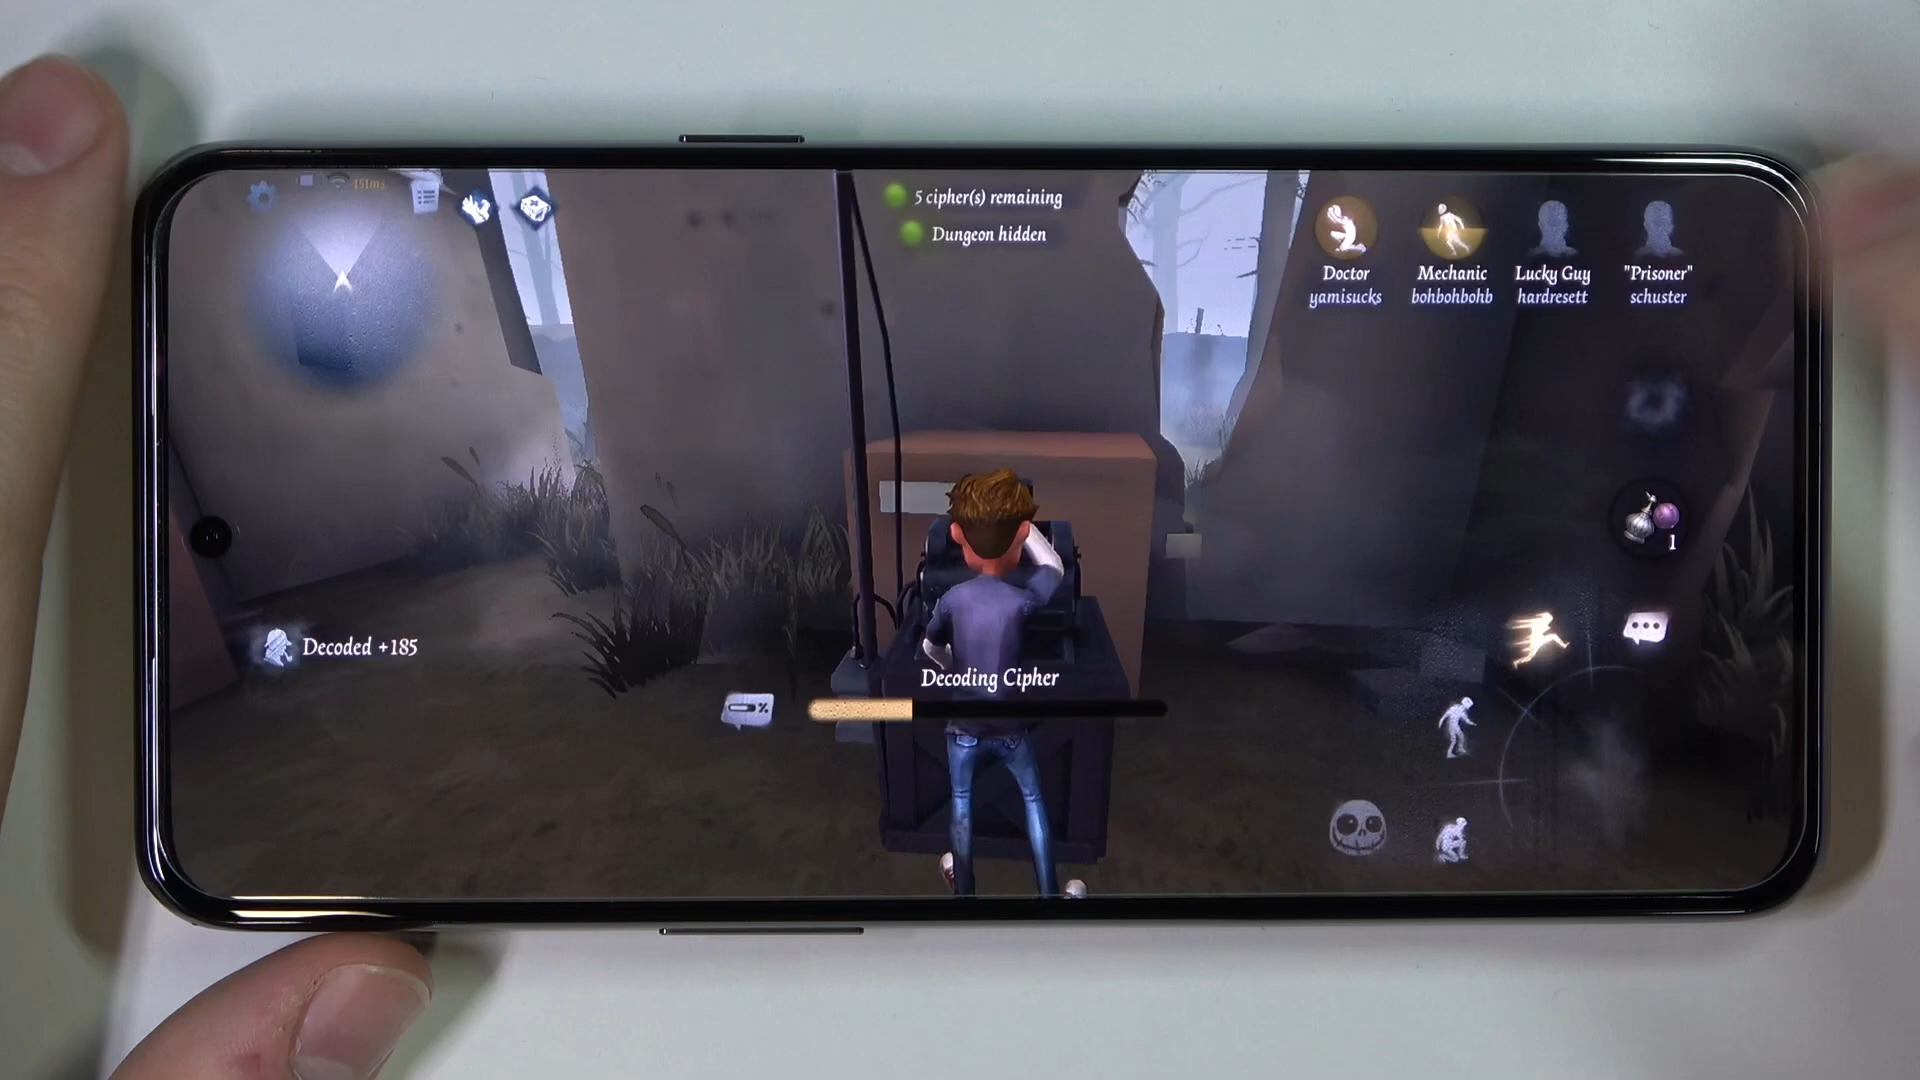 151ms
5 cipher(s) remaining
Dungeon hidden
Doctor
yamisucks
Mechanic
bohbohbohb
Lucky Guy
hardresett
"Prisoner"
schuster
1
Decoded +185
Decoding Cipher
%